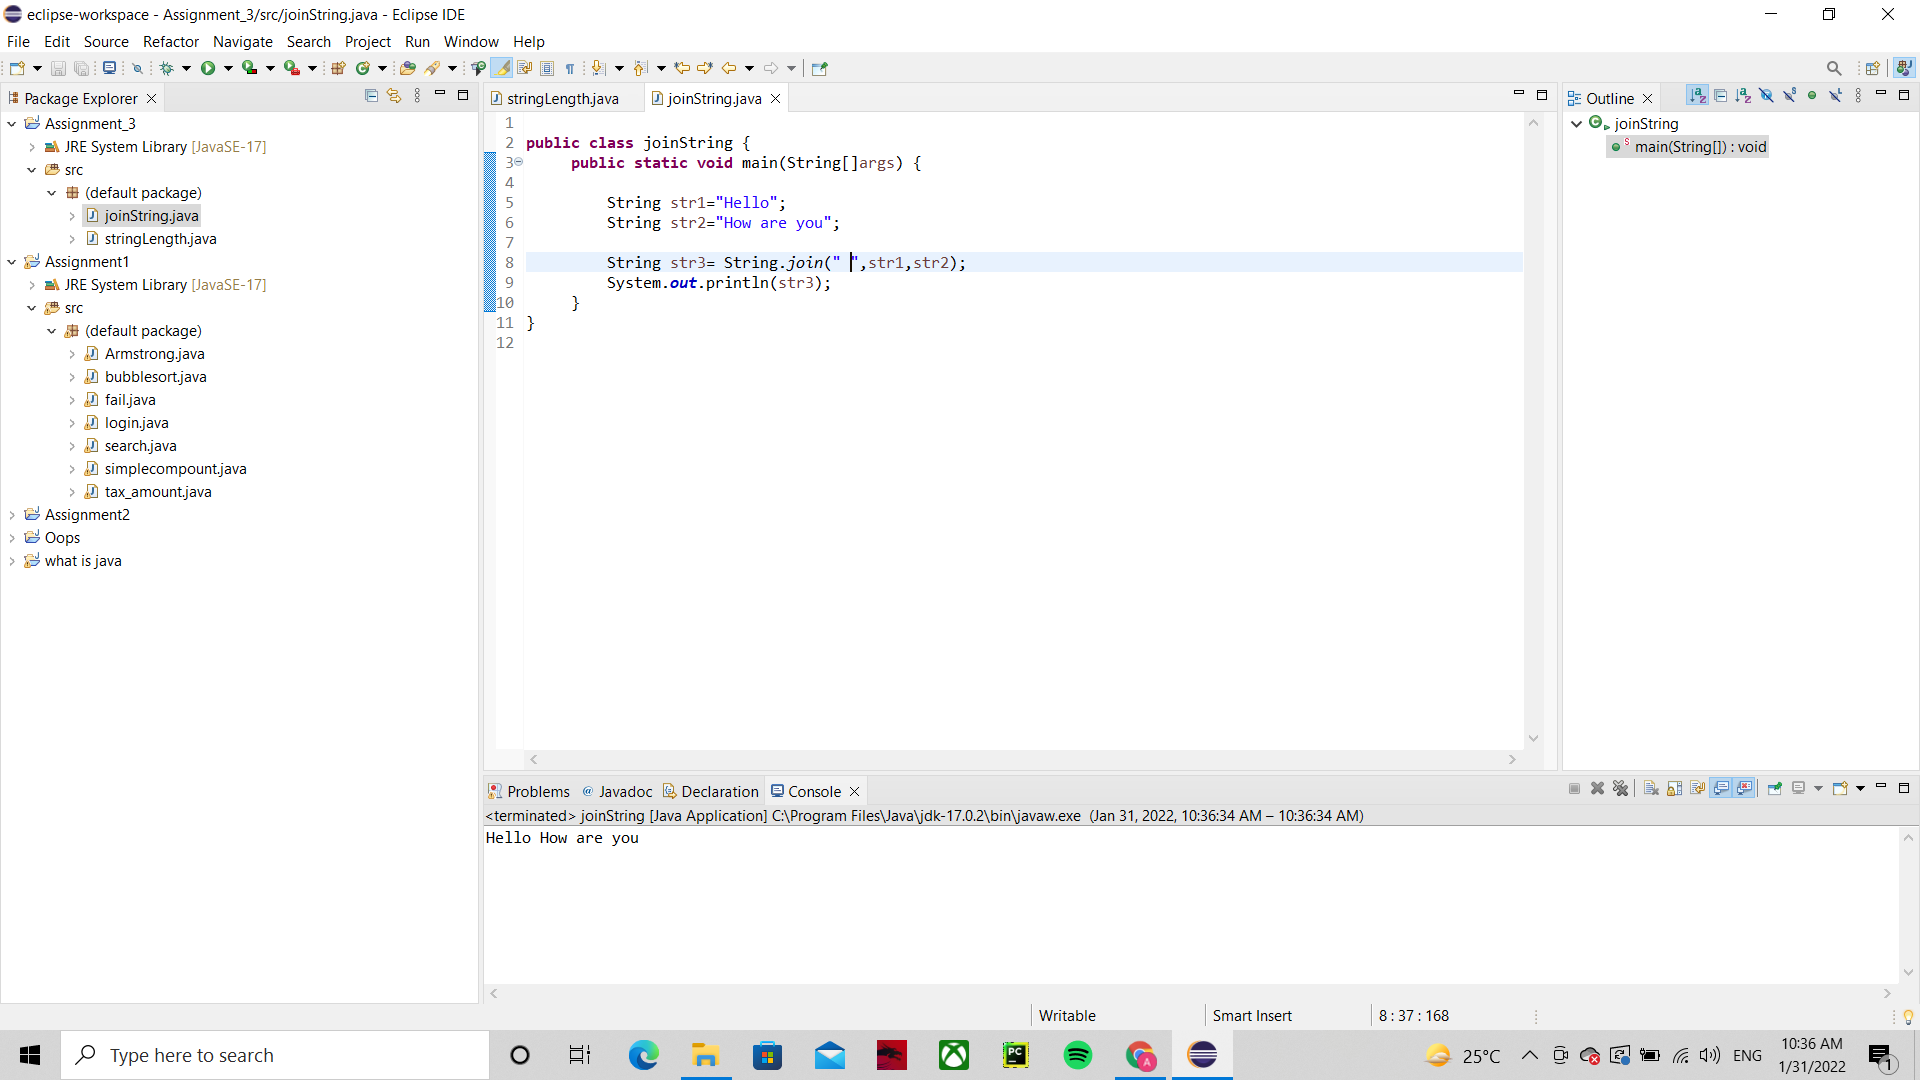 eclipse-workspace - Assignment_3/src/joinString.java - Eclipse IDE
File Edit Source Refactor Navigate Search Project Run Window Help
Package Explorer
Assignment_3
JRE System Library [JavaSE-17]
src
(default package)
joinString.java
stringLength.java
Assignment1
JRE System Library [JavaSE-17]
src
(default package)
Armstrong.java
bubblesort.java
fail.java
login.java
search.java
simplecompount.java
tax_amount.java
Assignment2
Oops
what is java
stringLength.java joinString.java
1
2 public class joinString {
3 public static void main(String[]args) {
4
5 String str1="Hello";
6 String str2="How are you";
7
8 String str3= String.join(" ",str1,str2);
9 System.out.println(str3);
10 }
11 }
12
Outline
joinString
main(String[]) : void
Problems @ Javadoc Declaration Console
<terminated> joinString [Java Application] C:\Program Files\Java\jdk-17.0.2\bin\javaw.exe (Jan 31, 2022, 10:36:34 AM – 10:36:34 AM)
Hello How are you
Writable Smart Insert 8 : 37 : 168
Type here to search
PC
A
25°C ENG 10:36 AM
1/31/2022
1